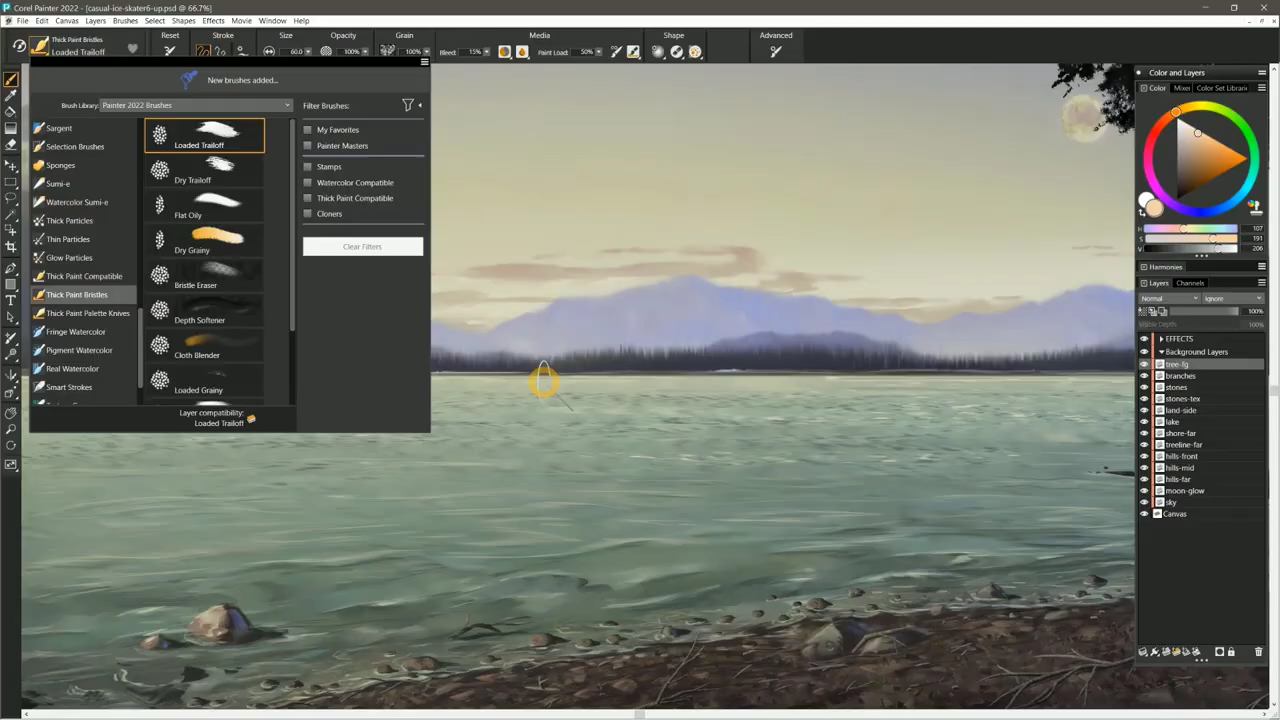 Corel Painter 2022 - [casual-ice-skater6-up.psd @ 66.7%]
File Edit Canvas Layers Brushes Select Shapes Effects Movie Window Help
Thick Paint Bristles
Loaded Trailoff
Reset
Stroke
Size 60.0
Opacity 100%
Grain 100%
Media
Bleed: 15%
Paint Load: 50%
Shape
Advanced
New brushes added...
Brush Library: Painter 2022 Brushes
Filter Brushes:
Sargent
Selection Brushes
Sponges
Sumi-e
Watercolor Sumi-e
Thick Particles
Thin Particles
Glow Particles
Thick Paint Compatible
Thick Paint Bristles
Thick Paint Palette Knives
Fringe Watercolor
Pigment Watercolor
Real Watercolor
Smart Strokes
Loaded Trailoff
Dry Trailoff
Flat Oily
Dry Grainy
Bristle Eraser
Depth Softener
Cloth Blender
Loaded Grainy
My Favorites
Painter Masters
Stamps
Watercolor Compatible
Thick Paint Compatible
Cloners
Clear Filters
Layer compatibility:
Loaded Trailoff
Color and Layers
Color Mixer Color Set Librari
H 107
S 191
V 206
Harmonies
Layers Channels
Normal Ignore
100%
Visible Depth 100%
EFFECTS
Background Layers
tree-fg
branches
stones
stones-tex
land-side
lake
shore-far
treeline-far
hills-front
hills-mid
hills-far
moon-glow
sky
Canvas